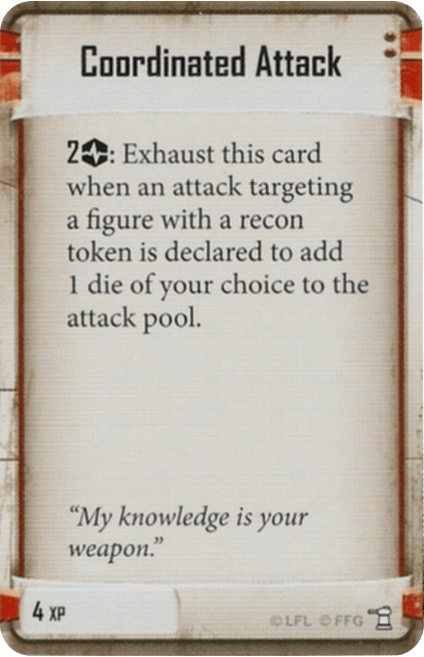 Coordinated Attack
2: Exhaust this card
when an attack targeting
a figure with a recon
token is declared to add
1 die of your choice to the
attack pool.
“My knowledge is your
weapon.”
4 XP
©LFL ©FFG